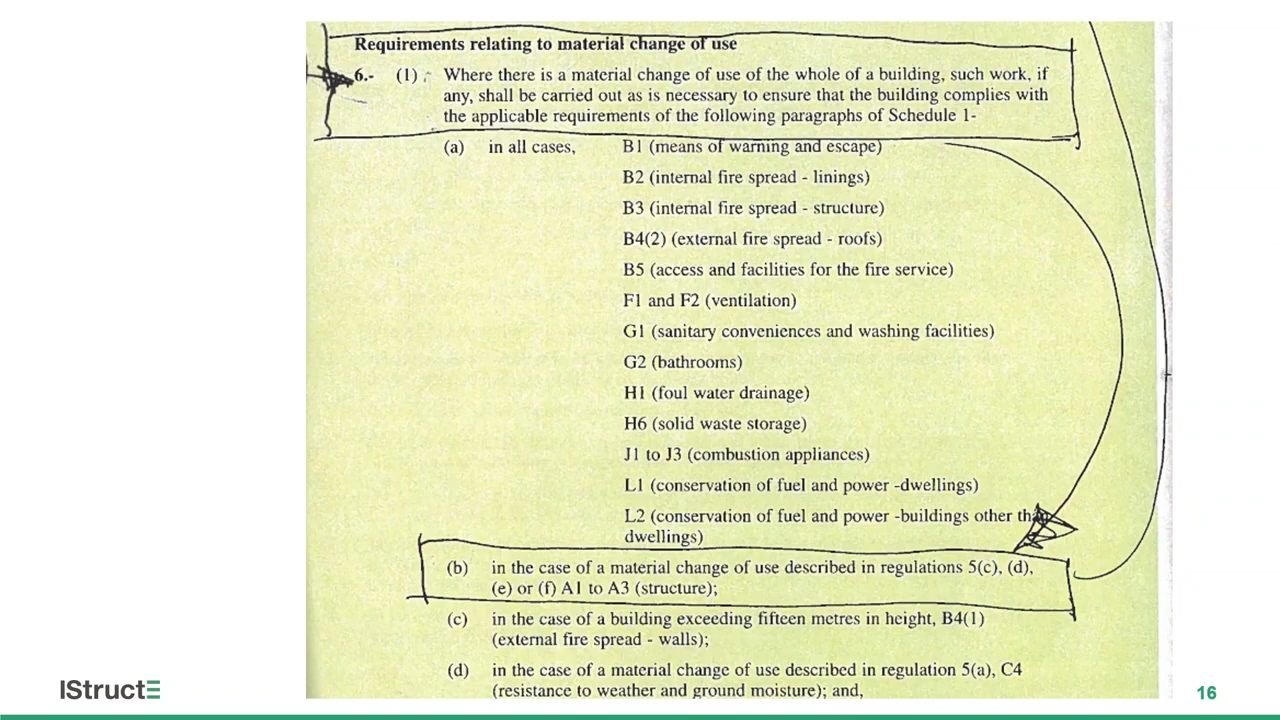 Requirements relating to material change of use
6.- (1) Where there is a material change of use of the whole of a building, such work, if
any, shall be carried out as is necessary to ensure that the building complies with
the applicable requirements of the following paragraphs of Schedule 1-
(a) in all cases, B1 (means of warning and escape)
B2 (internal fire spread - linings)
B3 (internal fire spread - structure)
B4(2) (external fire spread - roofs)
B5 (access and facilities for the fire service)
F1 and F2 (ventilation)
G1 (sanitary conveniences and washing facilities)
G2 (bathrooms)
H1 (foul water drainage)
H6 (solid waste storage)
J1 to J3 (combustion appliances)
L1 (conservation of fuel and power -dwellings)
L2 (conservation of fuel and power -buildings other than
dwellings)
(b) in the case of a material change of use described in regulations 5(c), (d),
(e) or (f) A1 to A3 (structure);
(c) in the case of a building exceeding fifteen metres in height, B4(1)
(external fire spread - walls);
(d) in the case of a material change of use described in regulation 5(a), C4
(resistance to weather and ground moisture); and,
IStructE
16